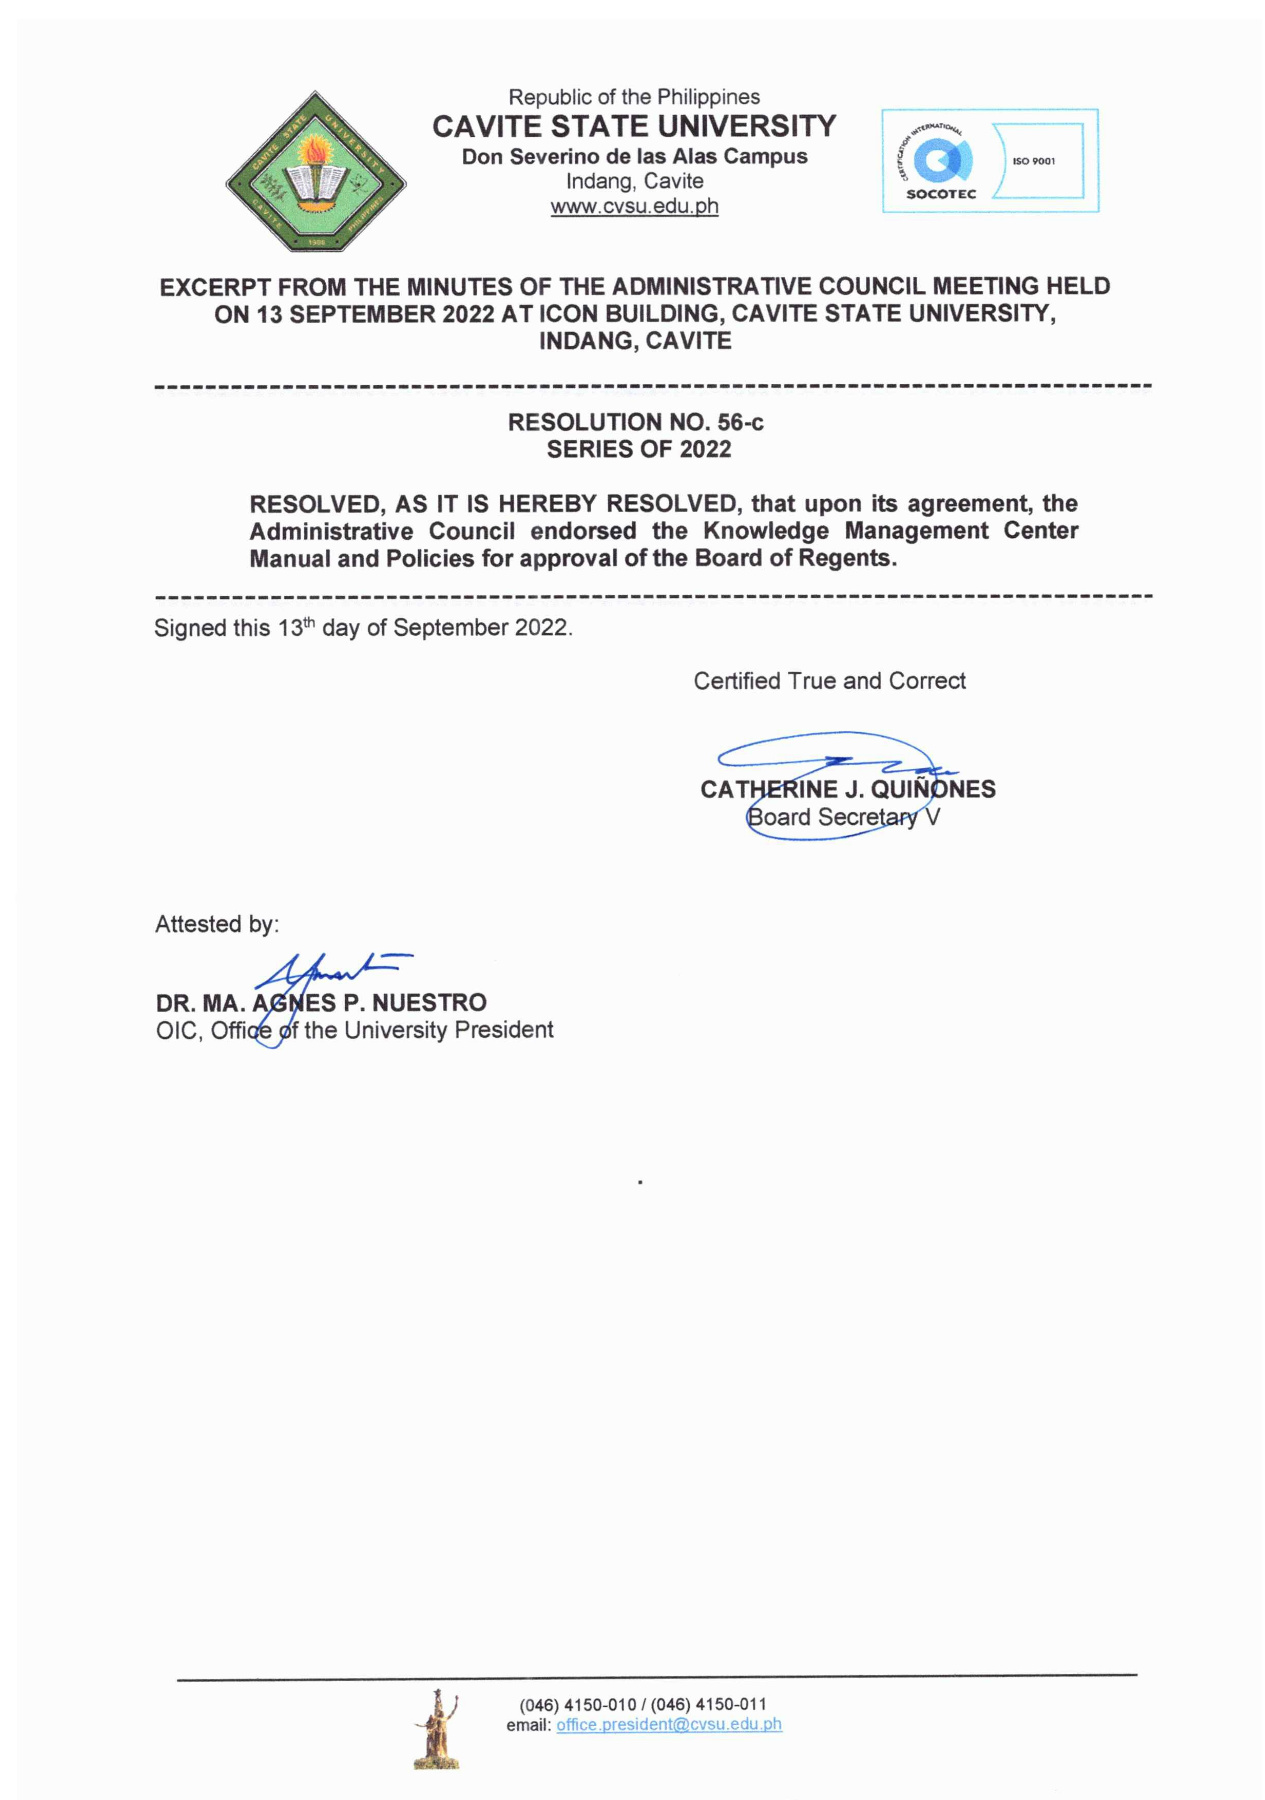 CAVITE STATE UNIVERSITY
CAVITE PHILIPPINES
1906
Republic of the Philippines
CAVITE STATE UNIVERSITY
Don Severino de las Alas Campus
Indang, Cavite
www.cvsu.edu.ph
CERTIFICATION INTERNATIONAL
SOCOTEC
ISO 9001
EXCERPT FROM THE MINUTES OF THE ADMINISTRATIVE COUNCIL MEETING HELD
ON 13 SEPTEMBER 2022 AT ICON BUILDING, CAVITE STATE UNIVERSITY,
INDANG, CAVITE
RESOLUTION NO. 56-c
SERIES OF 2022
RESOLVED, AS IT IS HEREBY RESOLVED, that upon its agreement, the
Administrative Council endorsed the Knowledge Management Center
Manual and Policies for approval of the Board of Regents.
Signed this 13th day of September 2022.
Certified True and Correct
CATHERINE J. QUIÑONES
Board Secretary V
Attested by:
DR. MA. AGNES P. NUESTRO
OIC, Office of the University President
(046) 4150-010 / (046) 4150-011
email: office.president@cvsu.edu.ph